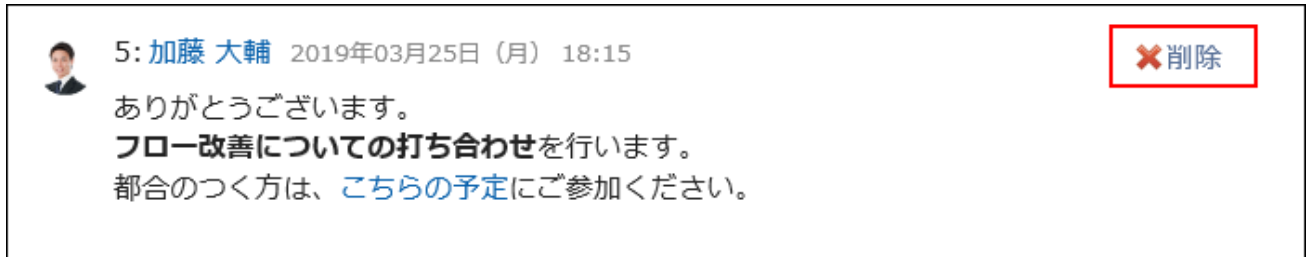 5: 加藤 大輔 2019年03月25日（月） 18:15 ✖削除
ありがとうございます。
フロー改善についての打ち合わせを行います。
都合のつく方は、こちらの予定にご参加ください。